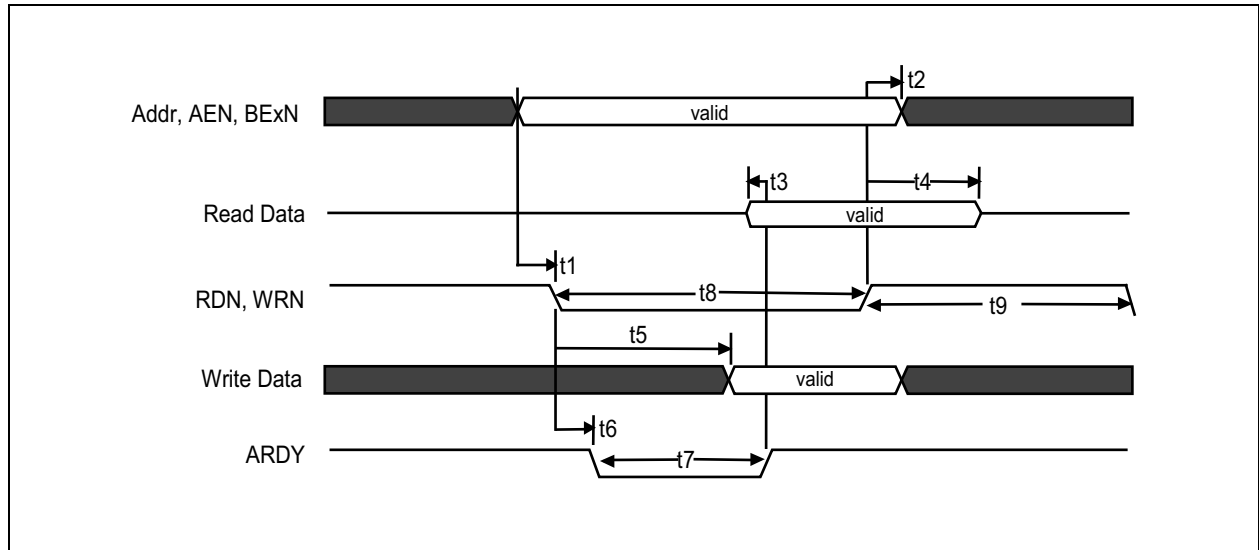 t2
Addr, AEN, BExN
valid
t3
t4
Read Data
valid
t1
RDN, WRN
t8
t9
t5
Write Data
valid
t6
ARDY
t7